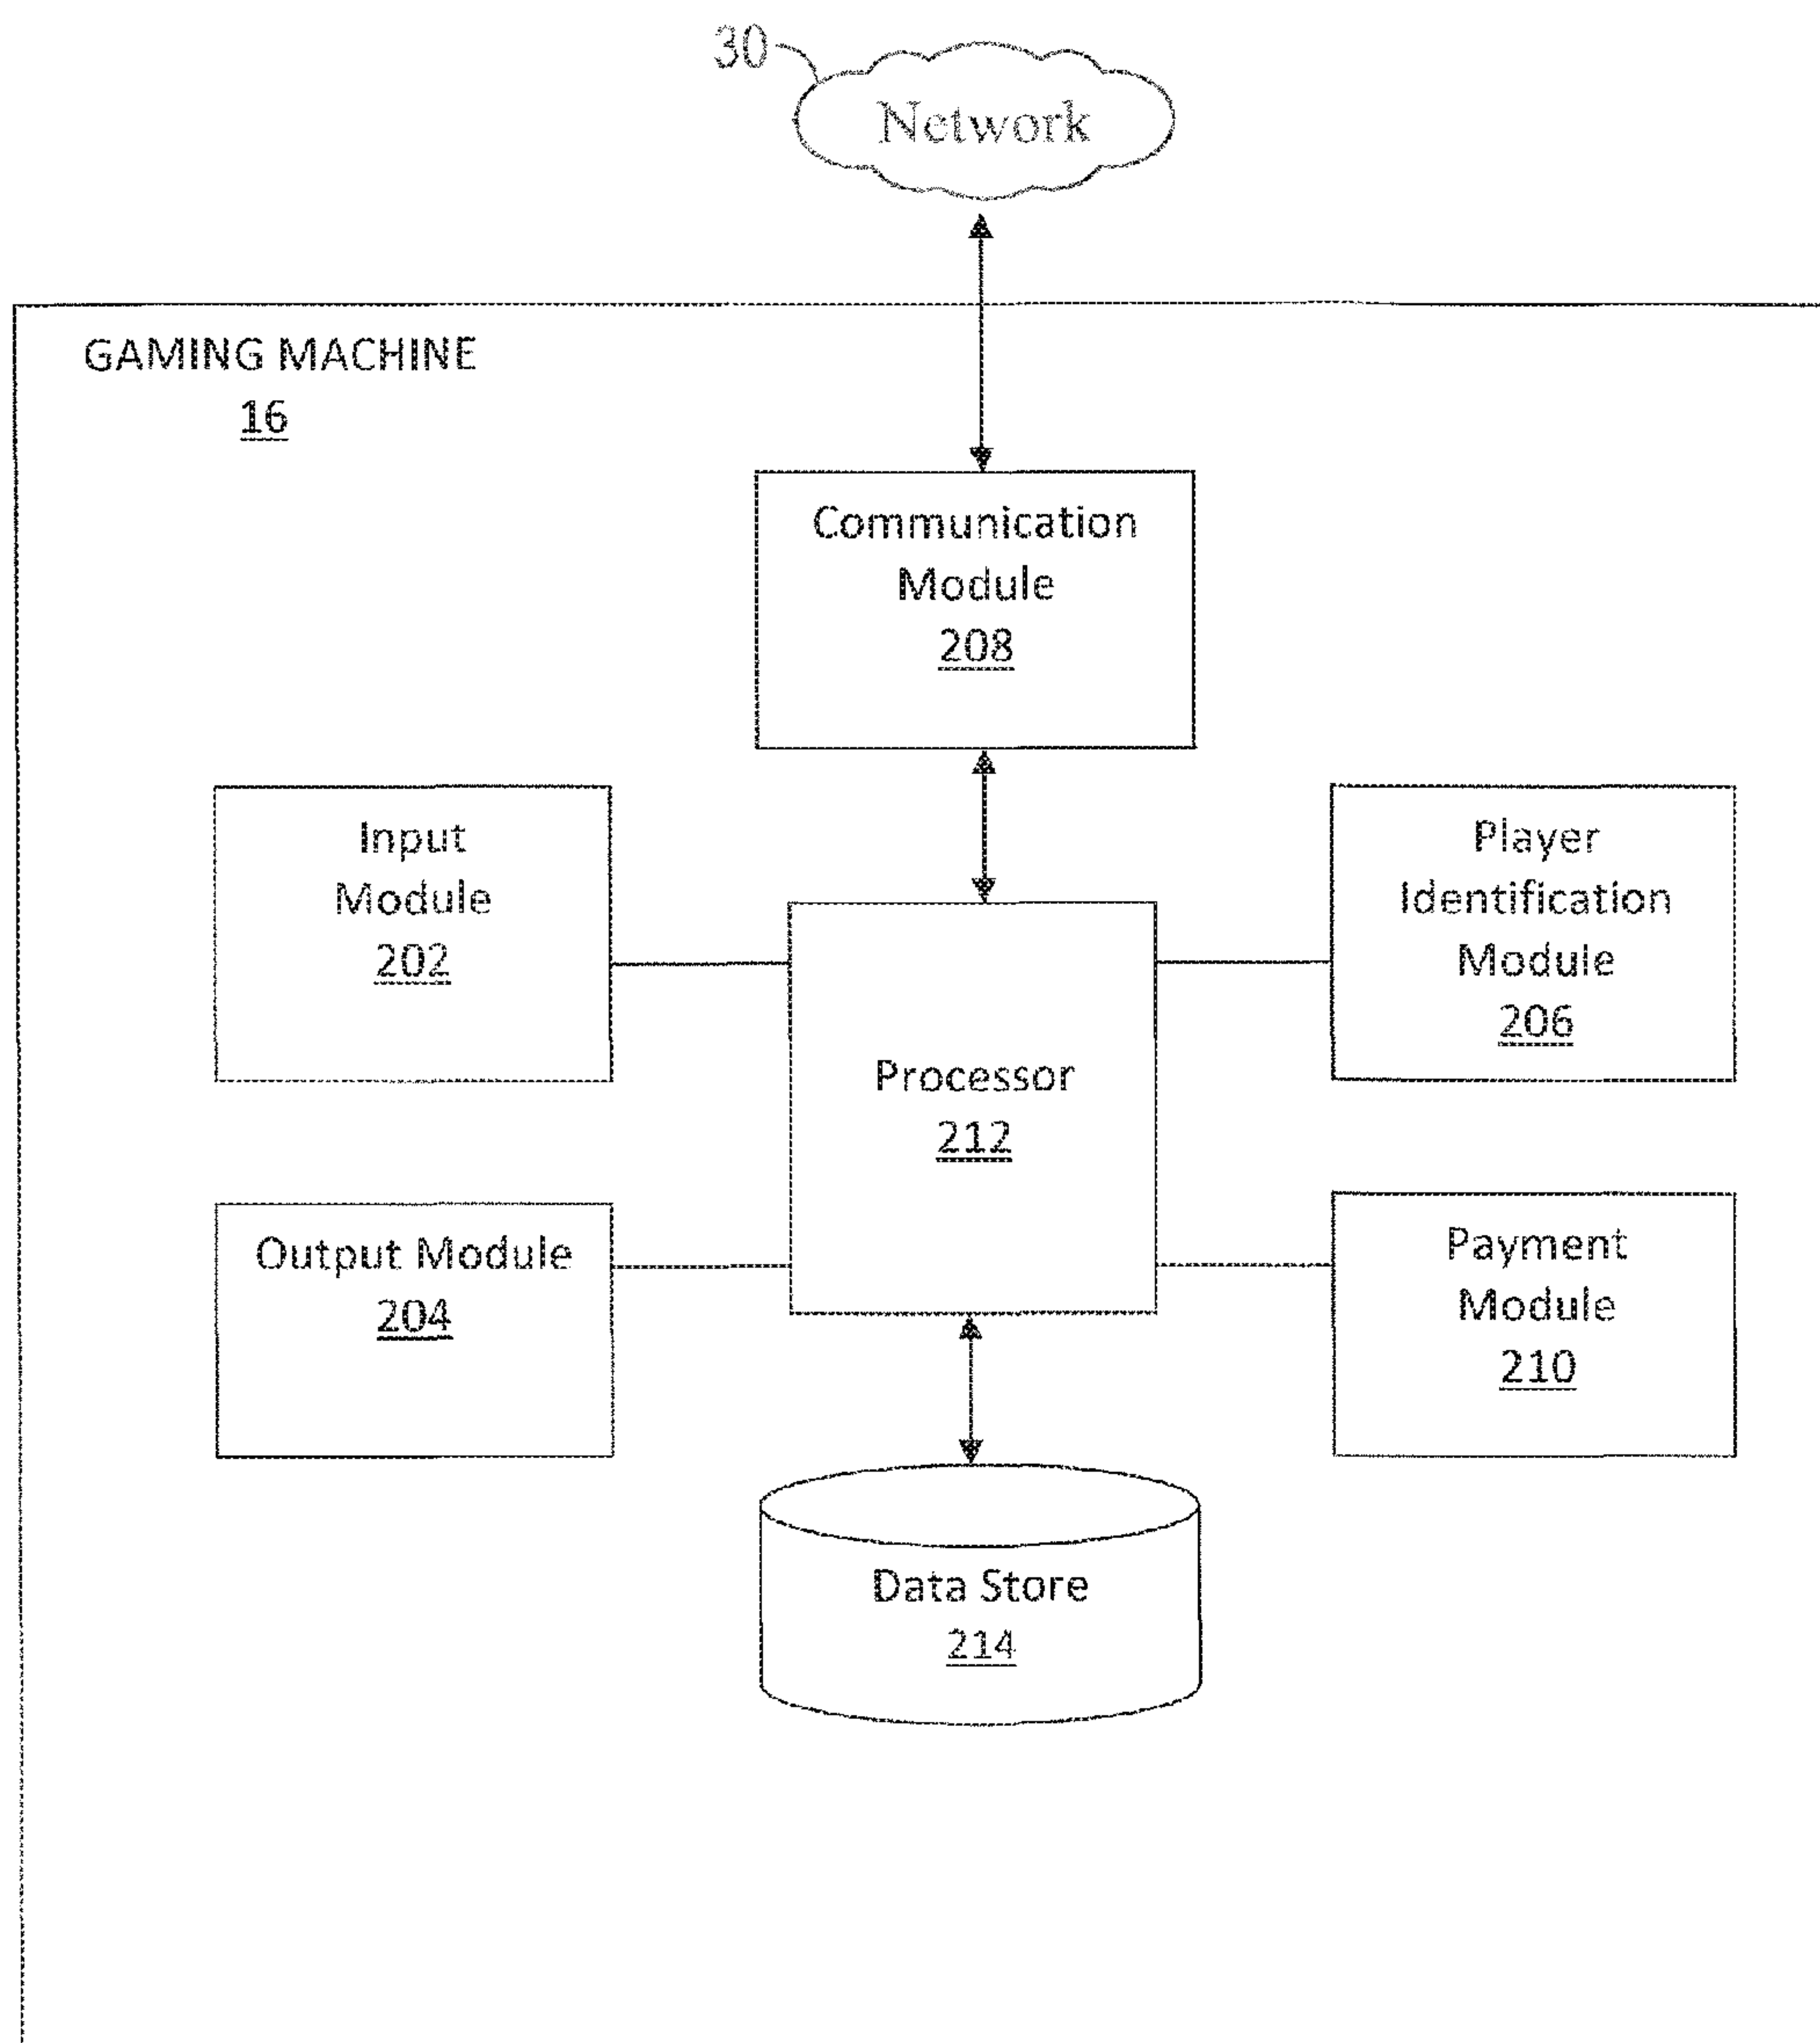 30
Network
GAMING MACHINE
16
Communication
Module
208
Input
Module
202
Player
Identification
Module
206
Processor
212
Output Module
204
Payment
Module
210
Data Store
214